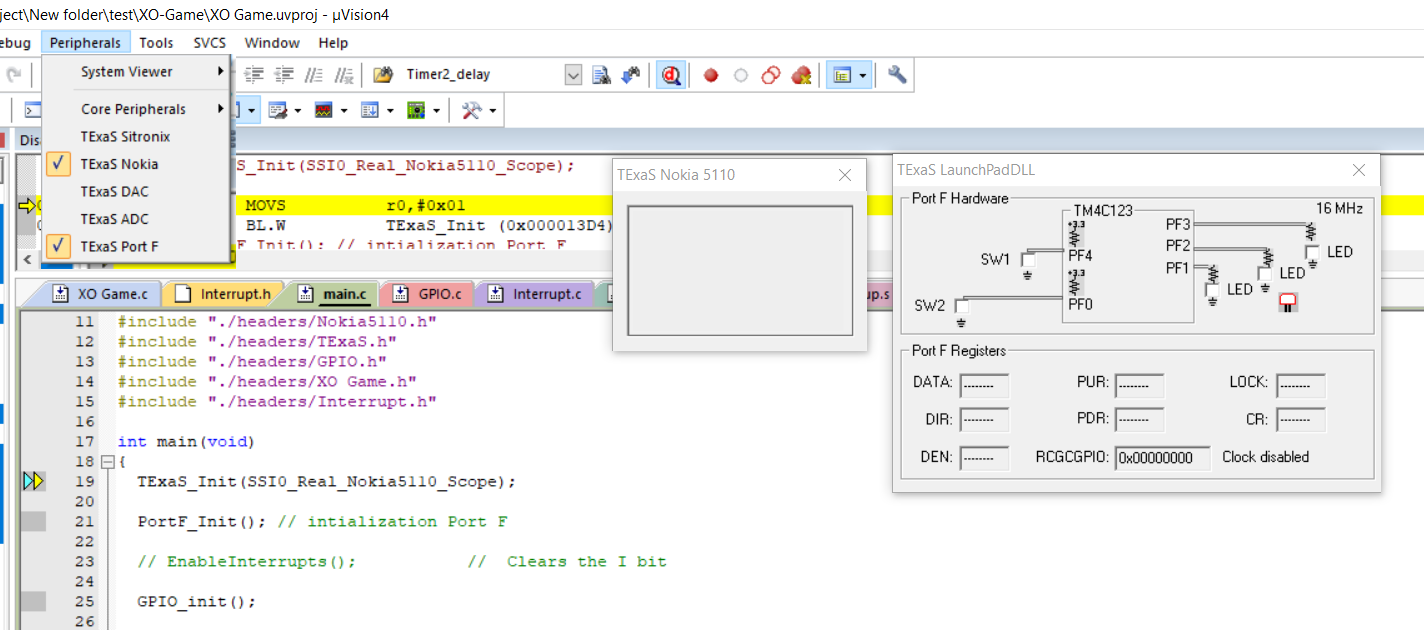 ject\New folder\test\XO-Game\XO Game.uvproj - µVision4
ebug Peripherals Tools SVCS Window Help
System Viewer
Core Peripherals
TExaS Sitronix
TExaS Nokia
TExaS DAC
TExaS ADC
TExaS Port F
Timer2_delay
Dis
S_Init(SSI0_Real_Nokia5110_Scope);
MOVS r0,#0x01
BL.W TExaS_Init (0x000013D4)
F_Init(); // intialization Port F
XO Game.c Interrupt.h main.c GPIO.c Interrupt.c up.s
11 #include "./headers/Nokia5110.h"
12 #include "./headers/TExaS.h"
13 #include "./headers/GPIO.h"
14 #include "./headers/XO Game.h"
15 #include "./headers/Interrupt.h"
16
17 int main(void)
18 {
19 TExaS_Init(SSI0_Real_Nokia5110_Scope);
20
21 PortF_Init(); // intialization Port F
22
23 // EnableInterrupts(); // Clears the I bit
24
25 GPIO_init();
26
TExaS Nokia 5110
TExaS LaunchPadDLL
Port F Hardware
TM4C123
16 MHz
+3.3
PF3
PF2
PF1
PF4
+3.3
PF0
SW1
SW2
LED
LED
LED
Port F Registers
DATA: -------- PUR: -------- LOCK: --------
DIR: -------- PDR: -------- CR: --------
DEN: -------- RCGCGPIO: 0x00000000 Clock disabled